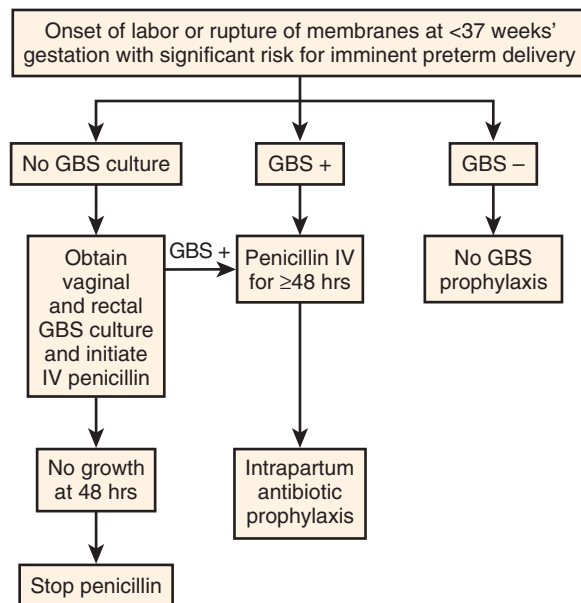 Onset of labor or rupture of membranes at <37 weeks'
gestation with significant risk for imminent preterm delivery
No GBS culture
GBS +
GBS –
Obtain
vaginal
and rectal
GBS culture
and initiate
IV penicillin
GBS +
Penicillin IV
for ≥48 hrs
No GBS
prophylaxis
No growth
at 48 hrs
Intrapartum
antibiotic
prophylaxis
Stop penicillin